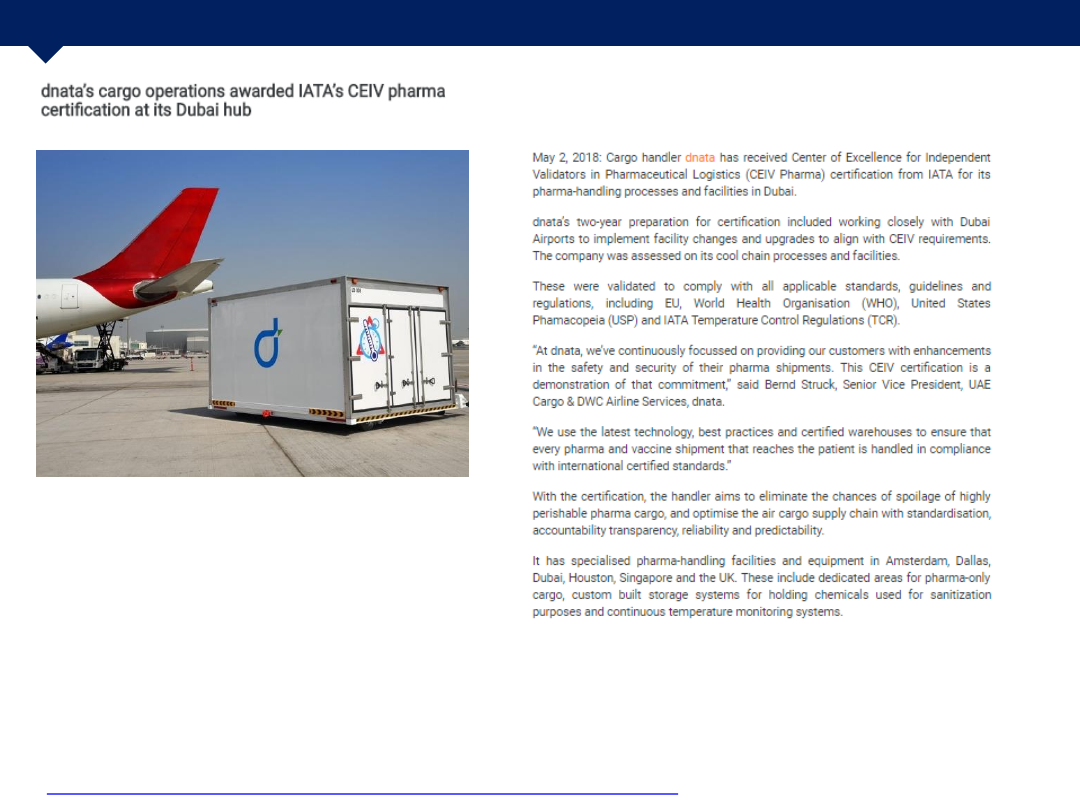 dnata's cargo operations awarded IATA's CEIV pharma
certification at its Dubai hub
May 2, 2018: Cargo handler dnata has received Center of Excellence for Independent
Validators in Pharmaceutical Logistics (CEIV Pharma) certification from IATA for its
pharma-handling processes and facilities in Dubai.
dnata's two-year preparation for certification included working closely with Dubai
Airports to implement facility changes and upgrades to align with CEIV requirements.
The company was assessed on its cool chain processes and facilities.
These were validated to comply with all applicable standards, guidelines and
regulations, including EU, World Health Organisation (WHO), United States
Phamacopeia (USP) and IATA Temperature Control Regulations (TCR).
“At dnata, we've continuously focussed on providing our customers with enhancements
in the safety and security of their pharma shipments. This CEIV certification is a
demonstration of that commitment,” said Bernd Struck, Senior Vice President, UAE
Cargo & DWC Airline Services, dnata.
“We use the latest technology, best practices and certified warehouses to ensure that
every pharma and vaccine shipment that reaches the patient is handled in compliance
with international certified standards.”
With the certification, the handler aims to eliminate the chances of spoilage of highly
perishable pharma cargo, and optimise the air cargo supply chain with standardisation,
accountability transparency, reliability and predictability.
It has specialised pharma-handling facilities and equipment in Amsterdam, Dallas,
Dubai, Houston, Singapore and the UK. These include dedicated areas for pharma-only
cargo, custom built storage systems for holding chemicals used for sanitization
purposes and continuous temperature monitoring systems.